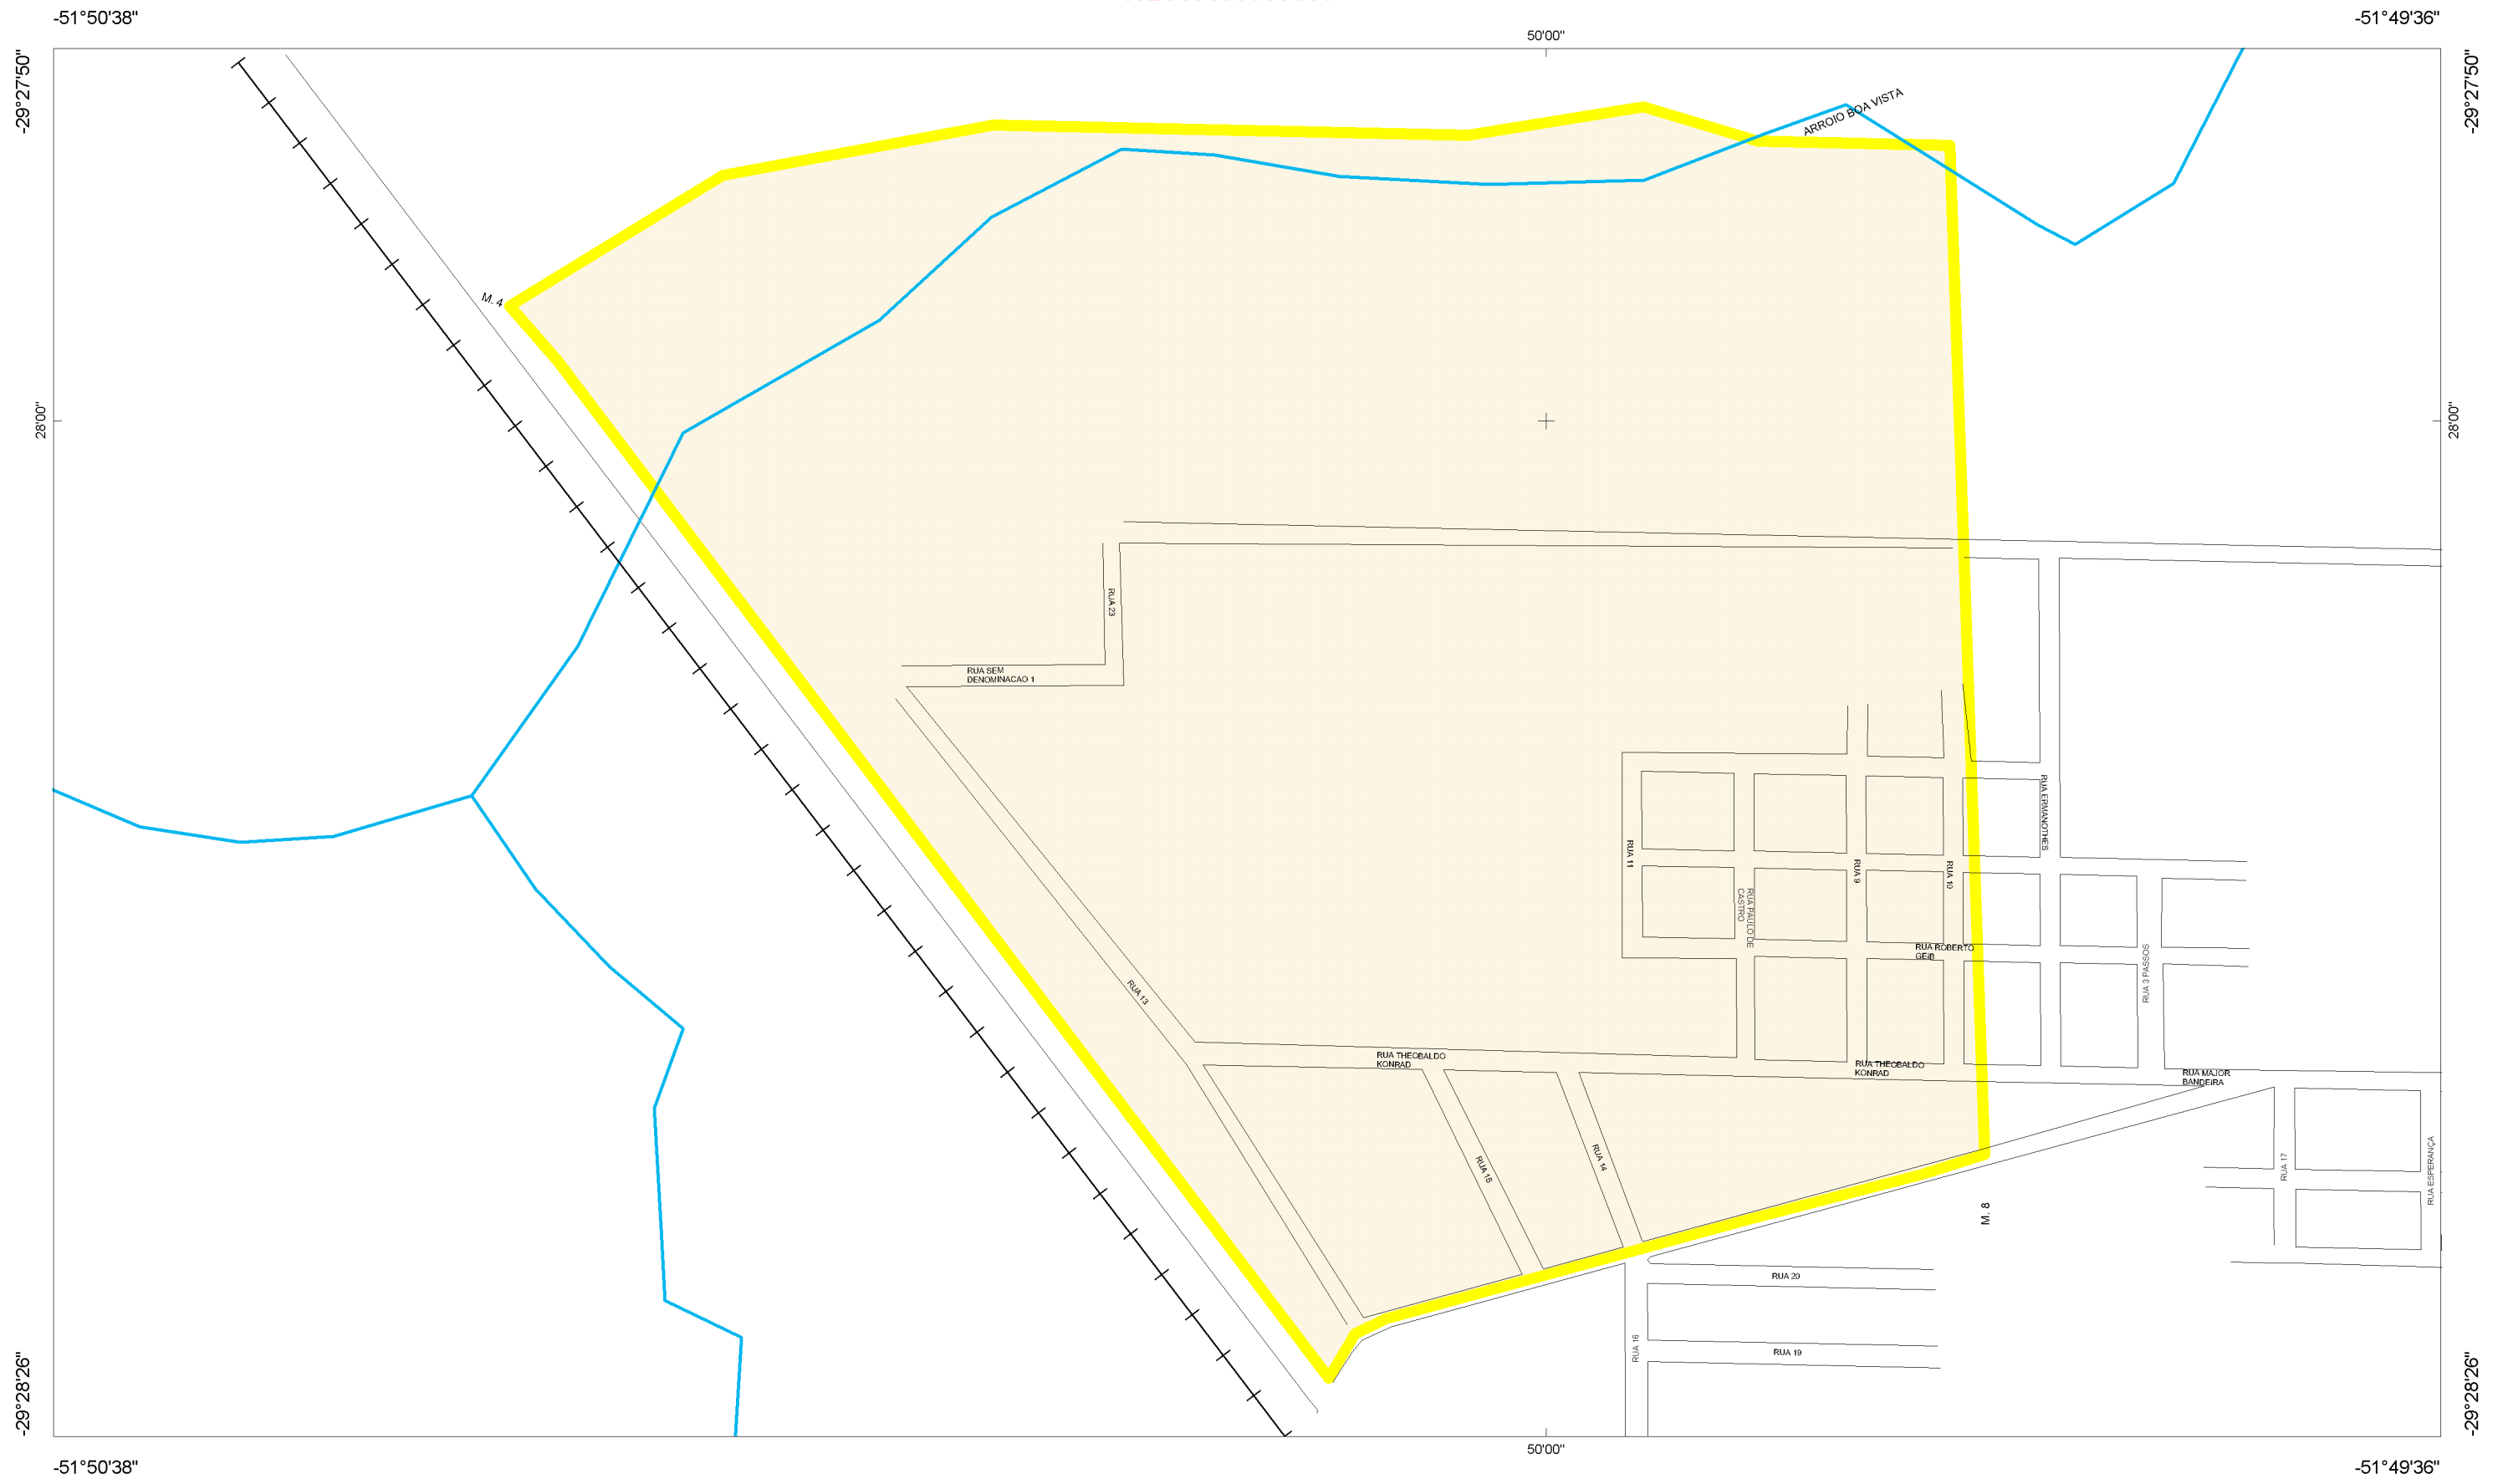 -51°50'38"
-51°49'36"
50'00"
-29°27'50"
-29°27'50"
ARROIO BOA VISTA
M. 4
28'00"
28'00"
RUA 23
RUA SEM
DENOMINACAO 1
RUA ERMANOTHES
RUA 11
RUA 9
RUA 10
RUA PAULO DE
CASTRO
RUA ROBERTO
GEIB
RUA 3 PASSOS
RUA 13
RUA THEOBALDO
KONRAD
RUA THEOBALDO
KONRAD
RUA MAJOR
BANDEIRA
RUA 15
RUA 14
RUA 17
RUA ESPERANÇA
M. 8
RUA 20
RUA 16
RUA 19
-29°28'26"
-29°28'26"
50'00"
-51°50'38"
-51°49'36"